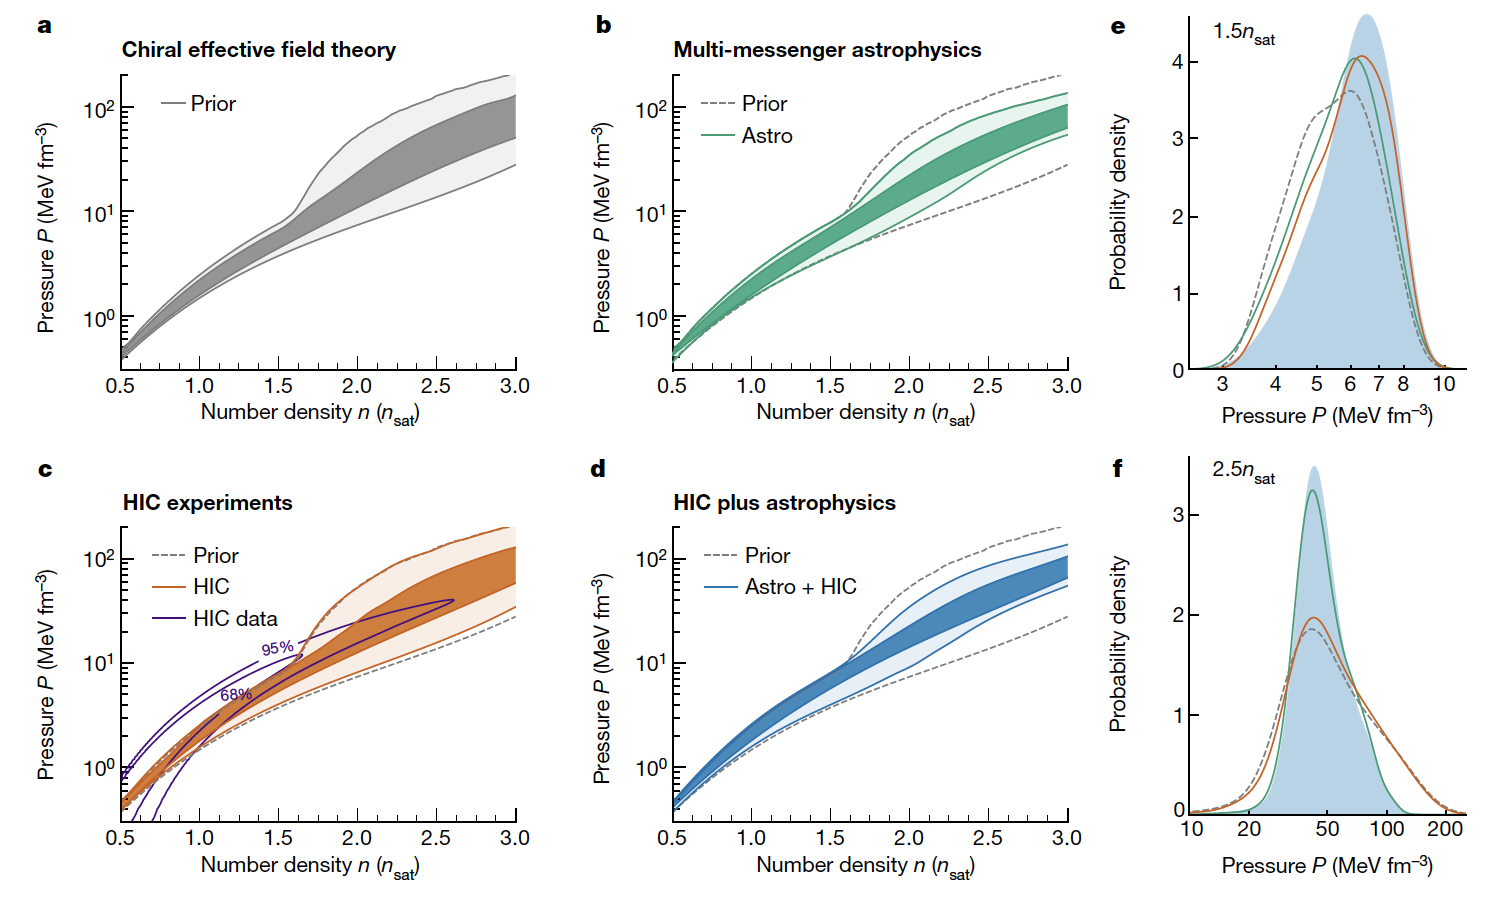 a
Chiral effective field theory
Prior
10²
10¹
10⁰
Pressure P (MeV fm⁻³)
0.5 1.0 1.5 2.0 2.5 3.0
Number density n (nsat)
b
Multi-messenger astrophysics
Prior
Astro
10²
10¹
10⁰
Pressure P (MeV fm⁻³)
0.5 1.0 1.5 2.0 2.5 3.0
Number density n (nsat)
e
1.5nsat
4
3
2
1
0
Probability density
3 4 5 6 7 8 10
Pressure P (MeV fm⁻³)
c
HIC experiments
Prior
HIC
HIC data
95%
68%
10²
10¹
10⁰
Pressure P (MeV fm⁻³)
0.5 1.0 1.5 2.0 2.5 3.0
Number density n (nsat)
d
HIC plus astrophysics
Prior
Astro + HIC
10²
10¹
10⁰
Pressure P (MeV fm⁻³)
0.5 1.0 1.5 2.0 2.5 3.0
Number density n (nsat)
f
2.5nsat
3
2
1
0
Probability density
10 20 50 100 200
Pressure P (MeV fm⁻³)